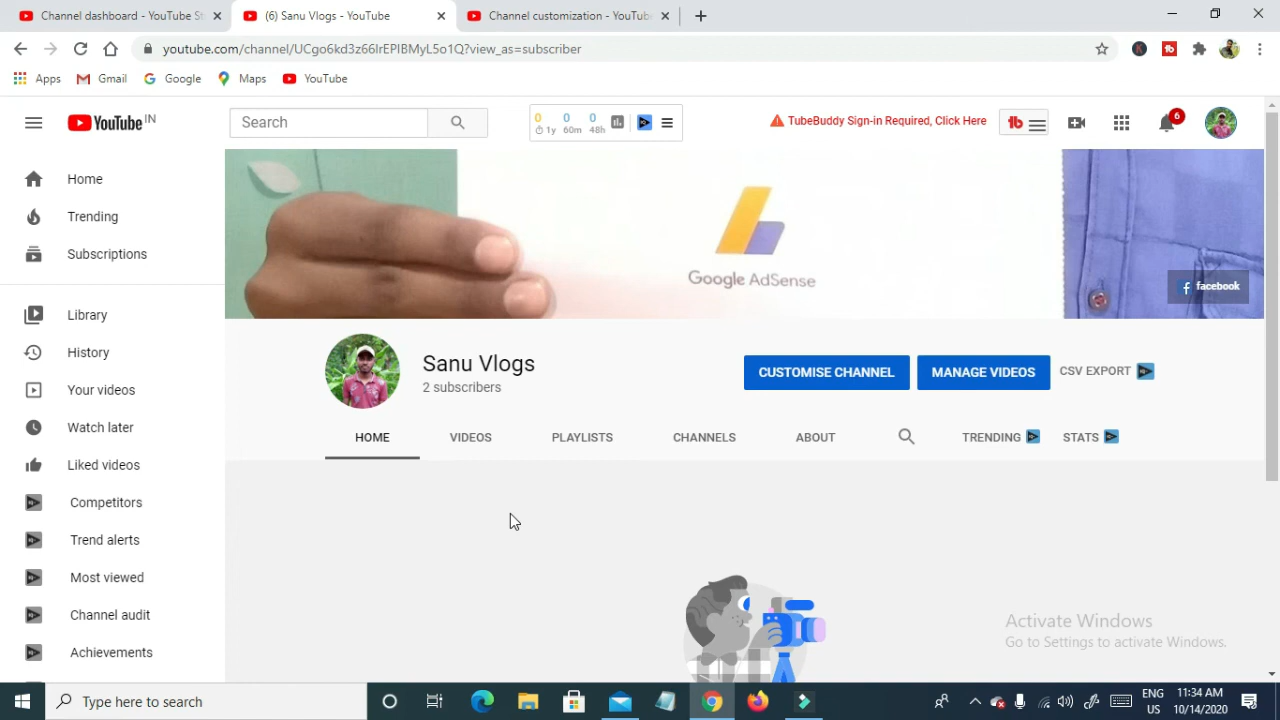 Channel dashboard - YouTube St
(6) Sanu Vlogs - YouTube
Channel customization - YouTub
youtube.com/channel/UCgo6kd3z66lrEPIBMyL5o1Q?view_as=subscriber
Apps
Gmail
Google
Maps
YouTube
YouTube IN
Search
0 0 0
1y 60m 48h
TubeBuddy Sign-in Required, Click Here
6
Home
Trending
Subscriptions
Library
History
Your videos
Watch later
Liked videos
Competitors
Trend alerts
Most viewed
Channel audit
Achievements
Google AdSense
facebook
Sanu Vlogs
2 subscribers
CUSTOMISE CHANNEL
MANAGE VIDEOS
CSV EXPORT
HOME
VIDEOS
PLAYLISTS
CHANNELS
ABOUT
TRENDING
STATS
Activate Windows
Go to Settings to activate Windows.
Type here to search
ENG
US
11:34 AM
10/14/2020